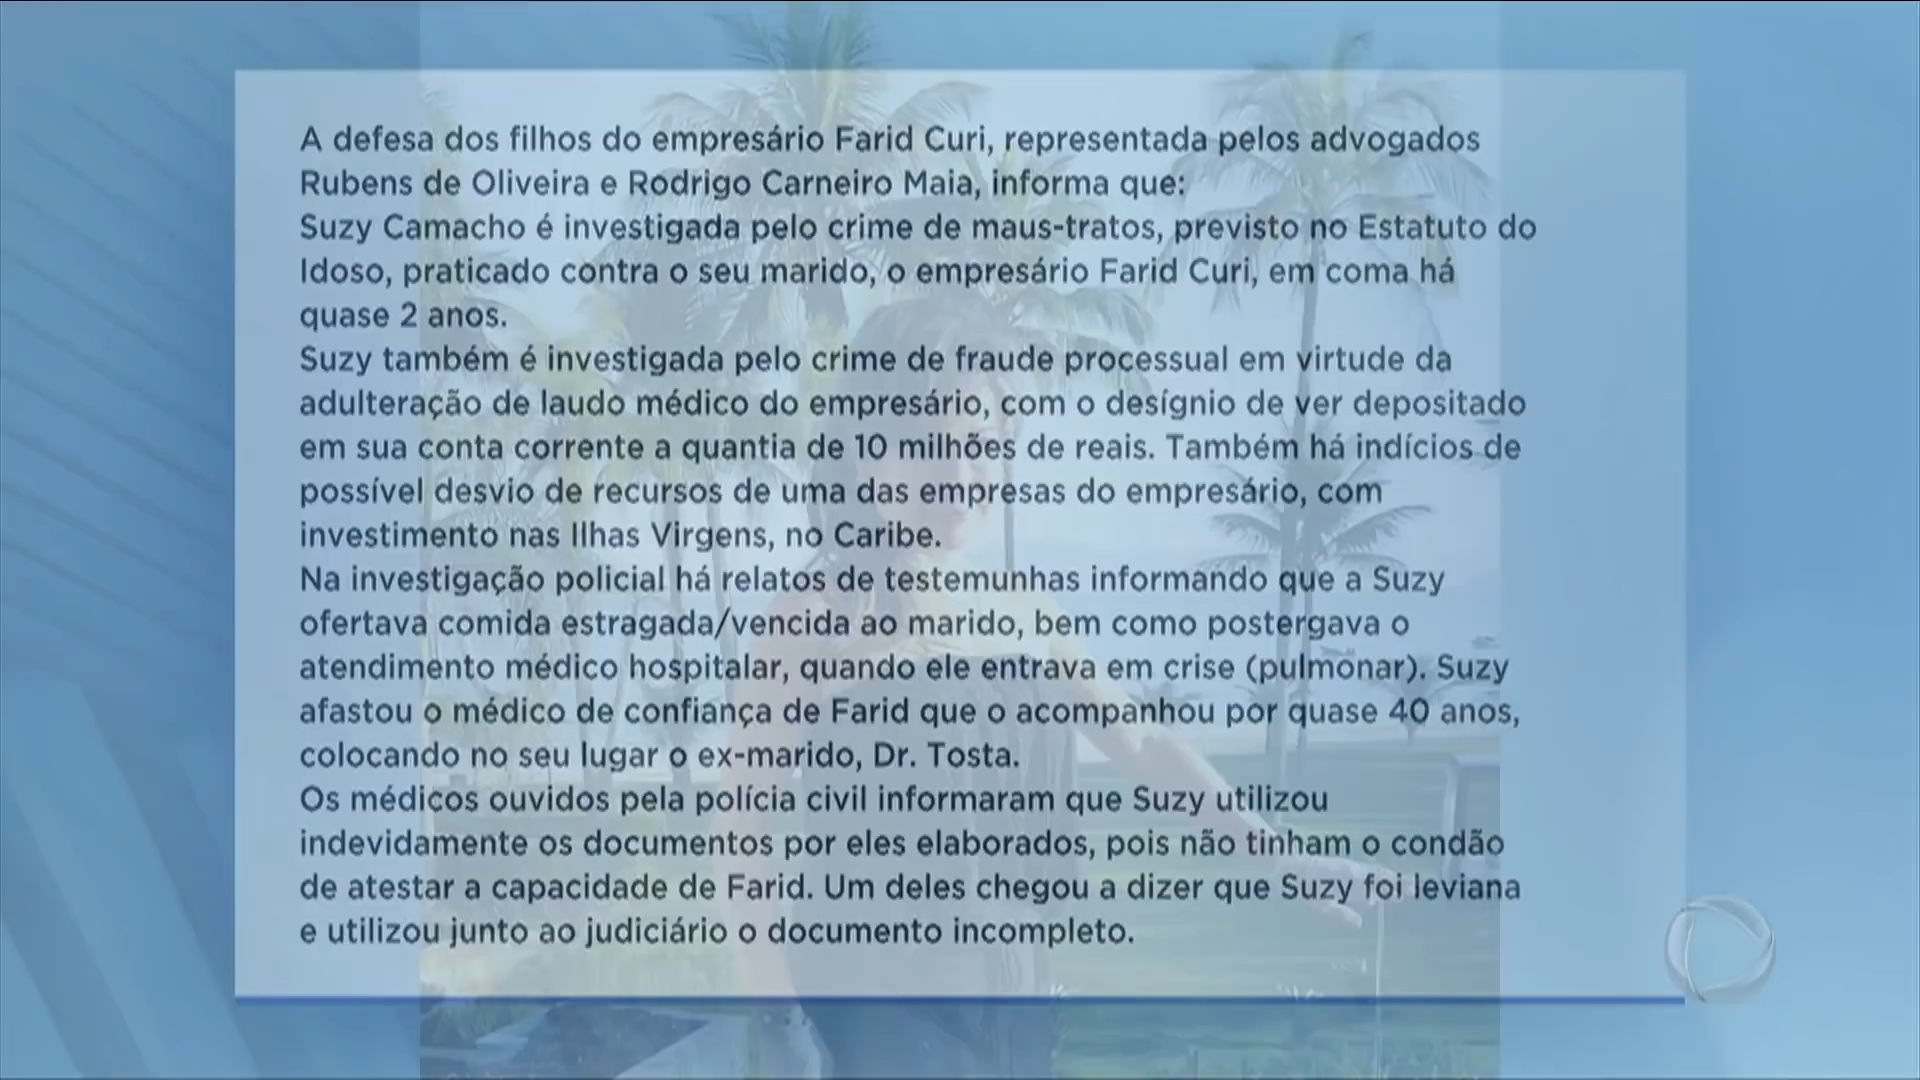 A defesa dos filhos do empresário Farid Curi, representada pelos advogados
Rubens de Oliveira e Rodrigo Carneiro Maia, informa que:
Suzy Camacho é investigada pelo crime de maus-tratos, previsto no Estatuto do
Idoso, praticado contra o seu marido, o empresário Farid Curi, em coma há
quase 2 anos.
Suzy também é investigada pelo crime de fraude processual em virtude da
adulteração de laudo médico do empresário, com o desígnio de ver depositado
em sua conta corrente a quantia de 10 milhões de reais. Também há indícios de
possível desvio de recursos de uma das empresas do empresário, com
investimento nas Ilhas Virgens, no Caribe.
Na investigação policial há relatos de testemunhas informando que a Suzy
ofertava comida estragada/vencida ao marido, bem como postergava o
atendimento médico hospitalar, quando ele entrava em crise (pulmonar). Suzy
afastou o médico de confiança de Farid que o acompanhou por quase 40 anos,
colocando no seu lugar o ex-marido, Dr. Tosta.
Os médicos ouvidos pela polícia civil informaram que Suzy utilizou
indevidamente os documentos por eles elaborados, pois não tinham o condão
de atestar a capacidade de Farid. Um deles chegou a dizer que Suzy foi leviana
e utilizou junto ao judiciário o documento incompleto.